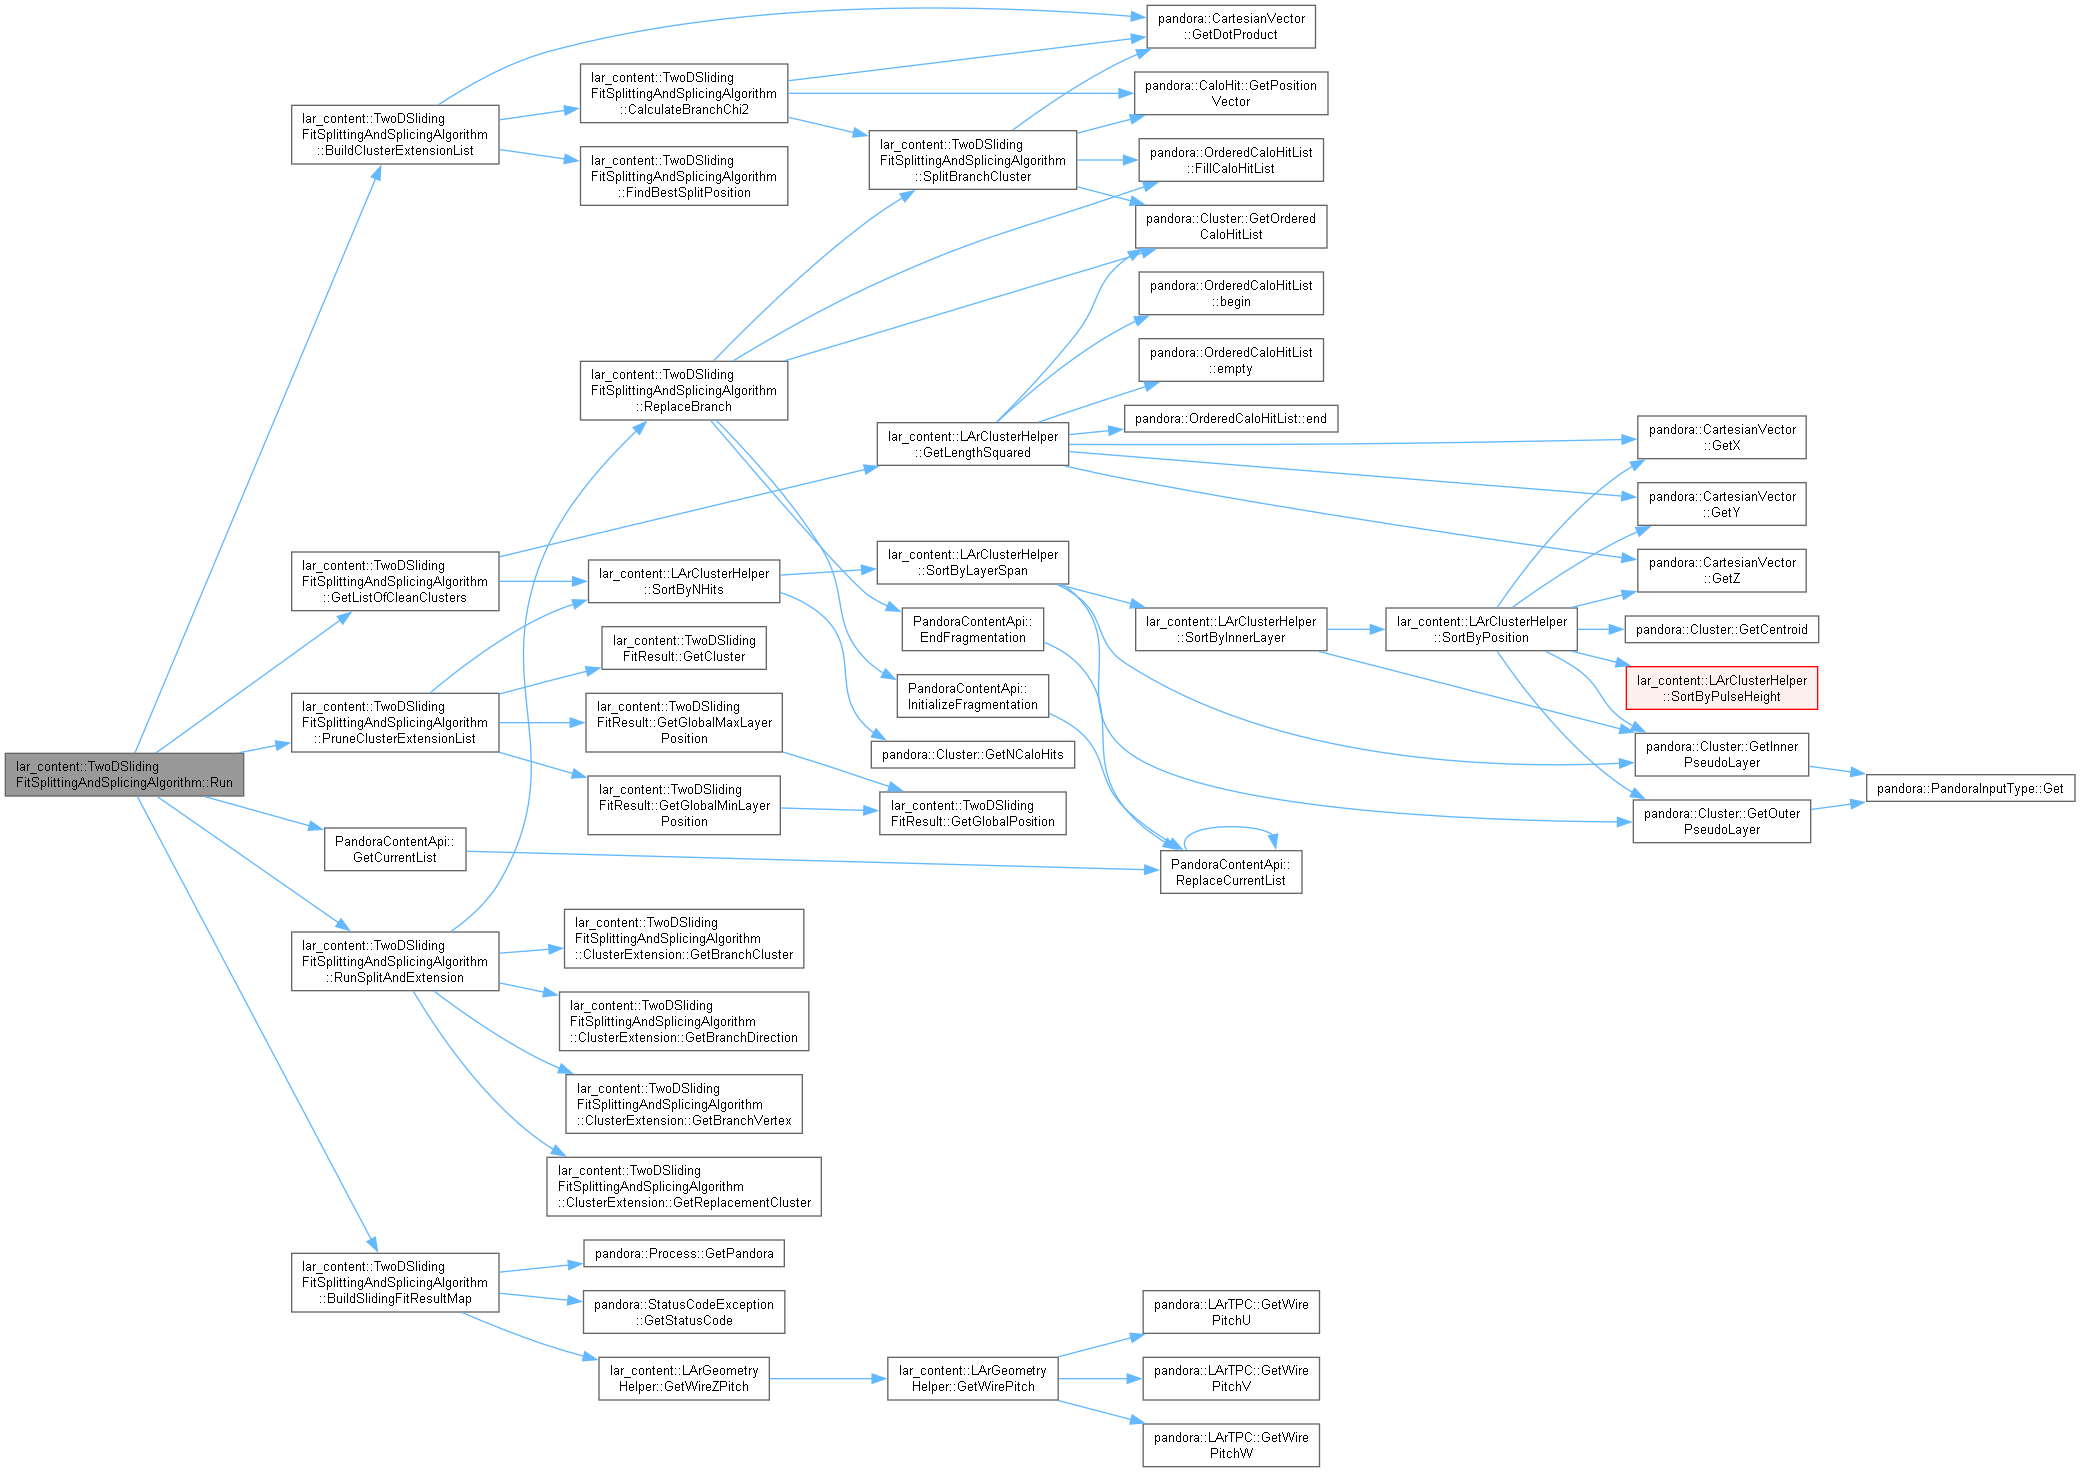 lar_content::TwoDSliding
FitSplittingAndSplicingAlgorithm::Run
lar_content::TwoDSliding
FitSplittingAndSplicingAlgorithm
::BuildClusterExtensionList
lar_content::TwoDSliding
FitSplittingAndSplicingAlgorithm
::GetListOfCleanClusters
lar_content::TwoDSliding
FitSplittingAndSplicingAlgorithm
::PruneClusterExtensionList
PandoraContentApi::
GetCurrentList
lar_content::TwoDSliding
FitSplittingAndSplicingAlgorithm
::RunSplitAndExtension
lar_content::TwoDSliding
FitSplittingAndSplicingAlgorithm
::BuildSlidingFitResultMap
lar_content::TwoDSliding
FitSplittingAndSplicingAlgorithm
::CalculateBranchChi2
lar_content::TwoDSliding
FitSplittingAndSplicingAlgorithm
::FindBestSplitPosition
lar_content::TwoDSliding
FitSplittingAndSplicingAlgorithm
::ReplaceBranch
lar_content::LArClusterHelper
::SortByNHits
lar_content::TwoDSliding
FitResult::GetCluster
lar_content::TwoDSliding
FitResult::GetGlobalMaxLayer
Position
lar_content::TwoDSliding
FitResult::GetGlobalMinLayer
Position
lar_content::TwoDSliding
FitSplittingAndSplicingAlgorithm
::ClusterExtension::GetBranchCluster
lar_content::TwoDSliding
FitSplittingAndSplicingAlgorithm
::ClusterExtension::GetBranchDirection
lar_content::TwoDSliding
FitSplittingAndSplicingAlgorithm
::ClusterExtension::GetBranchVertex
lar_content::TwoDSliding
FitSplittingAndSplicingAlgorithm
::ClusterExtension::GetReplacementCluster
pandora::Process::GetPandora
pandora::StatusCodeException
::GetStatusCode
lar_content::LArGeometry
Helper::GetWireZPitch
lar_content::TwoDSliding
FitSplittingAndSplicingAlgorithm
::SplitBranchCluster
lar_content::LArClusterHelper
::GetLengthSquared
lar_content::LArClusterHelper
::SortByLayerSpan
PandoraContentApi::
EndFragmentation
PandoraContentApi::
InitializeFragmentation
pandora::Cluster::GetNCaloHits
lar_content::TwoDSliding
FitResult::GetGlobalPosition
lar_content::LArGeometry
Helper::GetWirePitch
pandora::CartesianVector
::GetDotProduct
pandora::CaloHit::GetPosition
Vector
pandora::OrderedCaloHitList
::FillCaloHitList
pandora::Cluster::GetOrdered
CaloHitList
pandora::OrderedCaloHitList
::begin
pandora::OrderedCaloHitList
::empty
pandora::OrderedCaloHitList::end
lar_content::LArClusterHelper
::SortByInnerLayer
PandoraContentApi::
ReplaceCurrentList
pandora::LArTPC::GetWire
PitchU
pandora::LArTPC::GetWire
PitchV
pandora::LArTPC::GetWire
PitchW
lar_content::LArClusterHelper
::SortByPosition
pandora::CartesianVector
::GetX
pandora::CartesianVector
::GetY
pandora::CartesianVector
::GetZ
pandora::Cluster::GetCentroid
lar_content::LArClusterHelper
::SortByPulseHeight
pandora::Cluster::GetInner
PseudoLayer
pandora::Cluster::GetOuter
PseudoLayer
pandora::PandoraInputType::Get